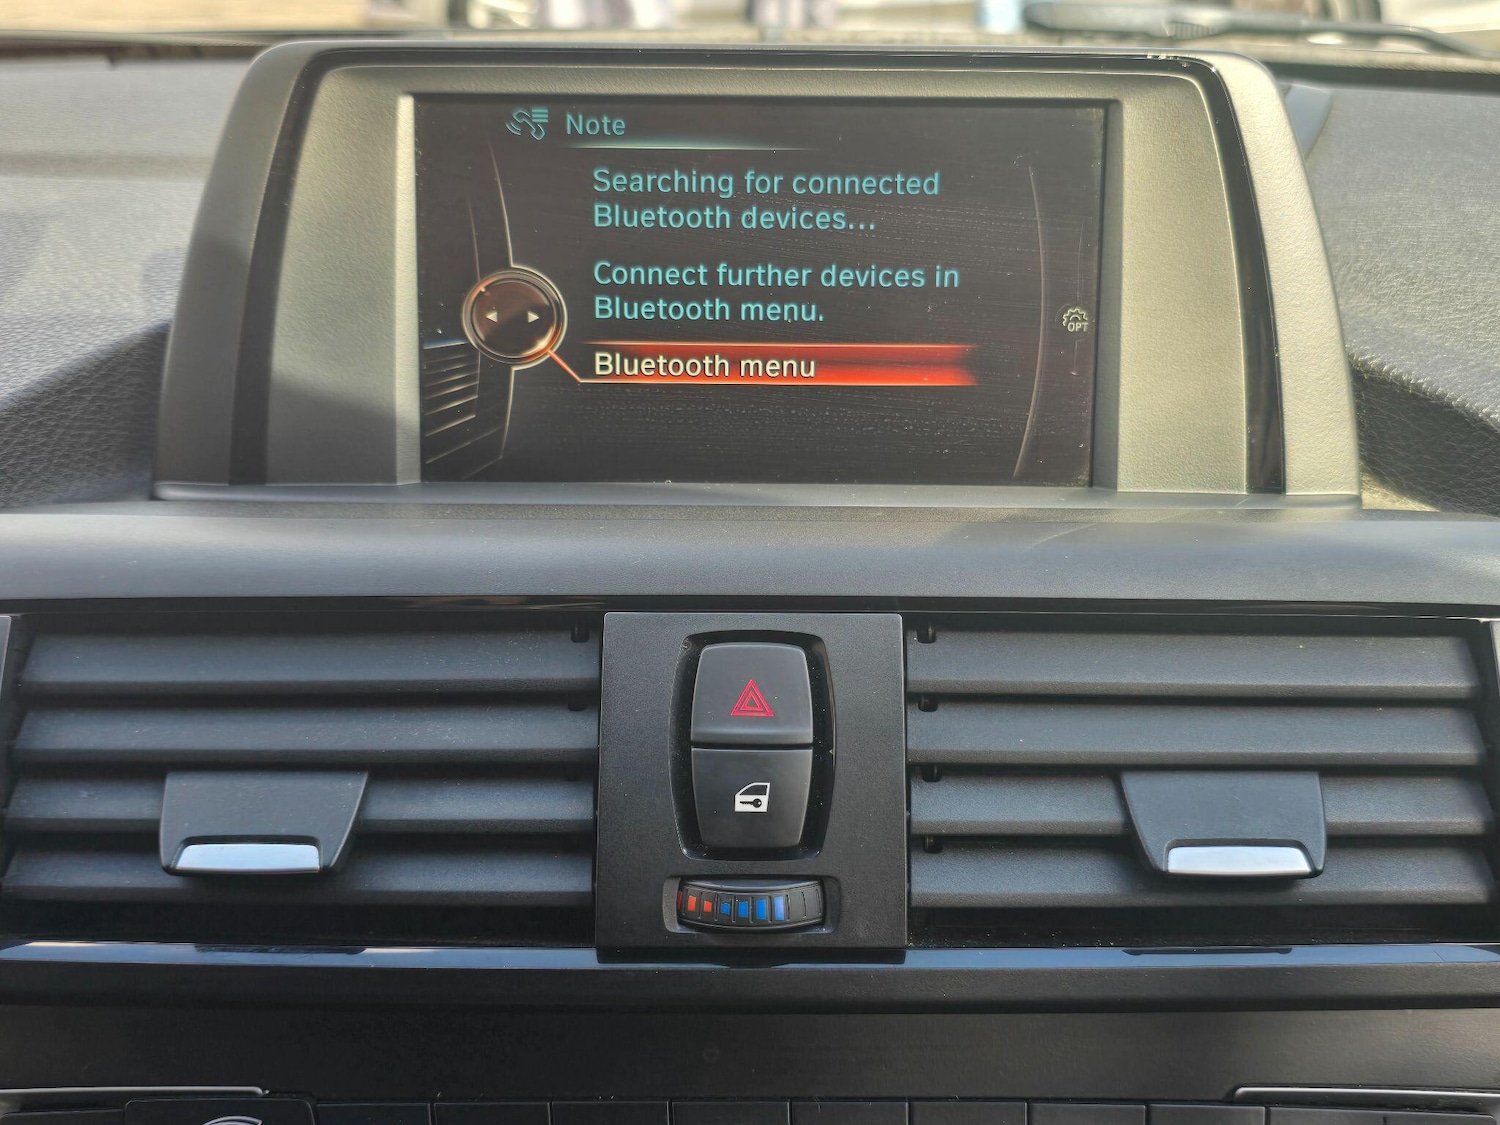 Note
Searching for connected
Bluetooth devices...
Connect further devices in
Bluetooth menu.
OPT
Bluetooth menu